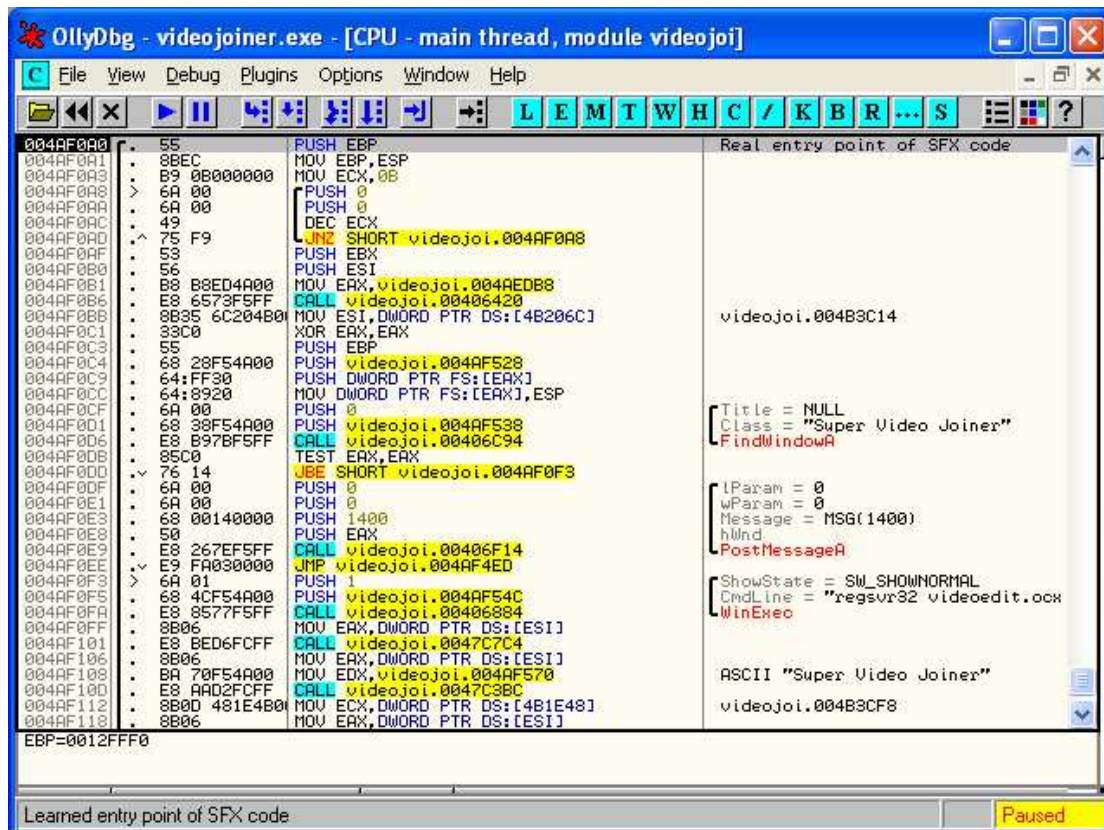 OllyDbg - videojoiner.exe - [CPU - main thread, module videojoi]
C File View Debug Plugins Options Window Help
L E M T W H C / K B R ... S ?
004AF0A0 . 55 PUSH EBP Real entry point of SFX code
004AF0A1 . 8BEC MOV EBP,ESP
004AF0A3 . B9 0B000000 MOV ECX,0B
004AF0A8 > 6A 00 PUSH 0
004AF0AA . 6A 00 PUSH 0
004AF0AC . 49 DEC ECX
004AF0AD .^ 75 F9 JNZ SHORT videojoi.004AF0A8
004AF0AF . 53 PUSH EBX
004AF0B0 . 56 PUSH ESI
004AF0B1 . B8 B8ED4A00 MOV EAX,videojoi.004AEDB8
004AF0B6 . E8 6573F5FF CALL videojoi.00406420
004AF0BB . 8B35 6C204B0 MOV ESI,DWORD PTR DS:[4B206C] videojoi.004B3C14
004AF0C1 . 33C0 XOR EAX,EAX
004AF0C3 . 55 PUSH EBP
004AF0C4 . 68 28F54A00 PUSH videojoi.004AF528
004AF0C9 . 64:FF30 PUSH DWORD PTR FS:[EAX]
004AF0CC . 64:8920 MOV DWORD PTR FS:[EAX],ESP
004AF0CF . 6A 00 PUSH 0 Title = NULL
004AF0D1 . 68 38F54A00 PUSH videojoi.004AF538 Class = "Super Video Joiner"
004AF0D6 . E8 B97BF5FF CALL videojoi.00406C94 FindWindowA
004AF0DB . 85C0 TEST EAX,EAX
004AF0DD .v 76 14 JBE SHORT videojoi.004AF0F3
004AF0DF . 6A 00 PUSH 0 lParam = 0
004AF0E1 . 6A 00 PUSH 0 wParam = 0
004AF0E3 . 68 00140000 PUSH 1400 Message = MSG(1400)
004AF0E8 . 50 PUSH EAX hWnd
004AF0E9 . E8 267EF5FF CALL videojoi.00406F14 PostMessageA
004AF0EE .v E9 FA030000 JMP videojoi.004AF4ED
004AF0F3 > 6A 01 PUSH 1 ShowState = SW_SHOWNORMAL
004AF0F5 . 68 4CF54A00 PUSH videojoi.004AF54C CmdLine = "regsvr32 videoedit.ocx
004AF0FA . E8 8577F5FF CALL videojoi.00406884 WinExec
004AF0FF . 8B06 MOV EAX,DWORD PTR DS:[ESI]
004AF101 . E8 BED6FCFF CALL videojoi.0047C7C4
004AF106 . 8B06 MOV EAX,DWORD PTR DS:[ESI]
004AF108 . BA 70F54A00 MOV EDX,videojoi.004AF570 ASCII "Super Video Joiner"
004AF10D . E8 AAD2FCFF CALL videojoi.0047C3BC
004AF112 . 8B0D 481E4B0 MOV ECX,DWORD PTR DS:[4B1E48] videojoi.004B3CF8
004AF118 . 8B06 MOV EAX,DWORD PTR DS:[ESI]
EBP=0012FFF0
Learned entry point of SFX code Paused